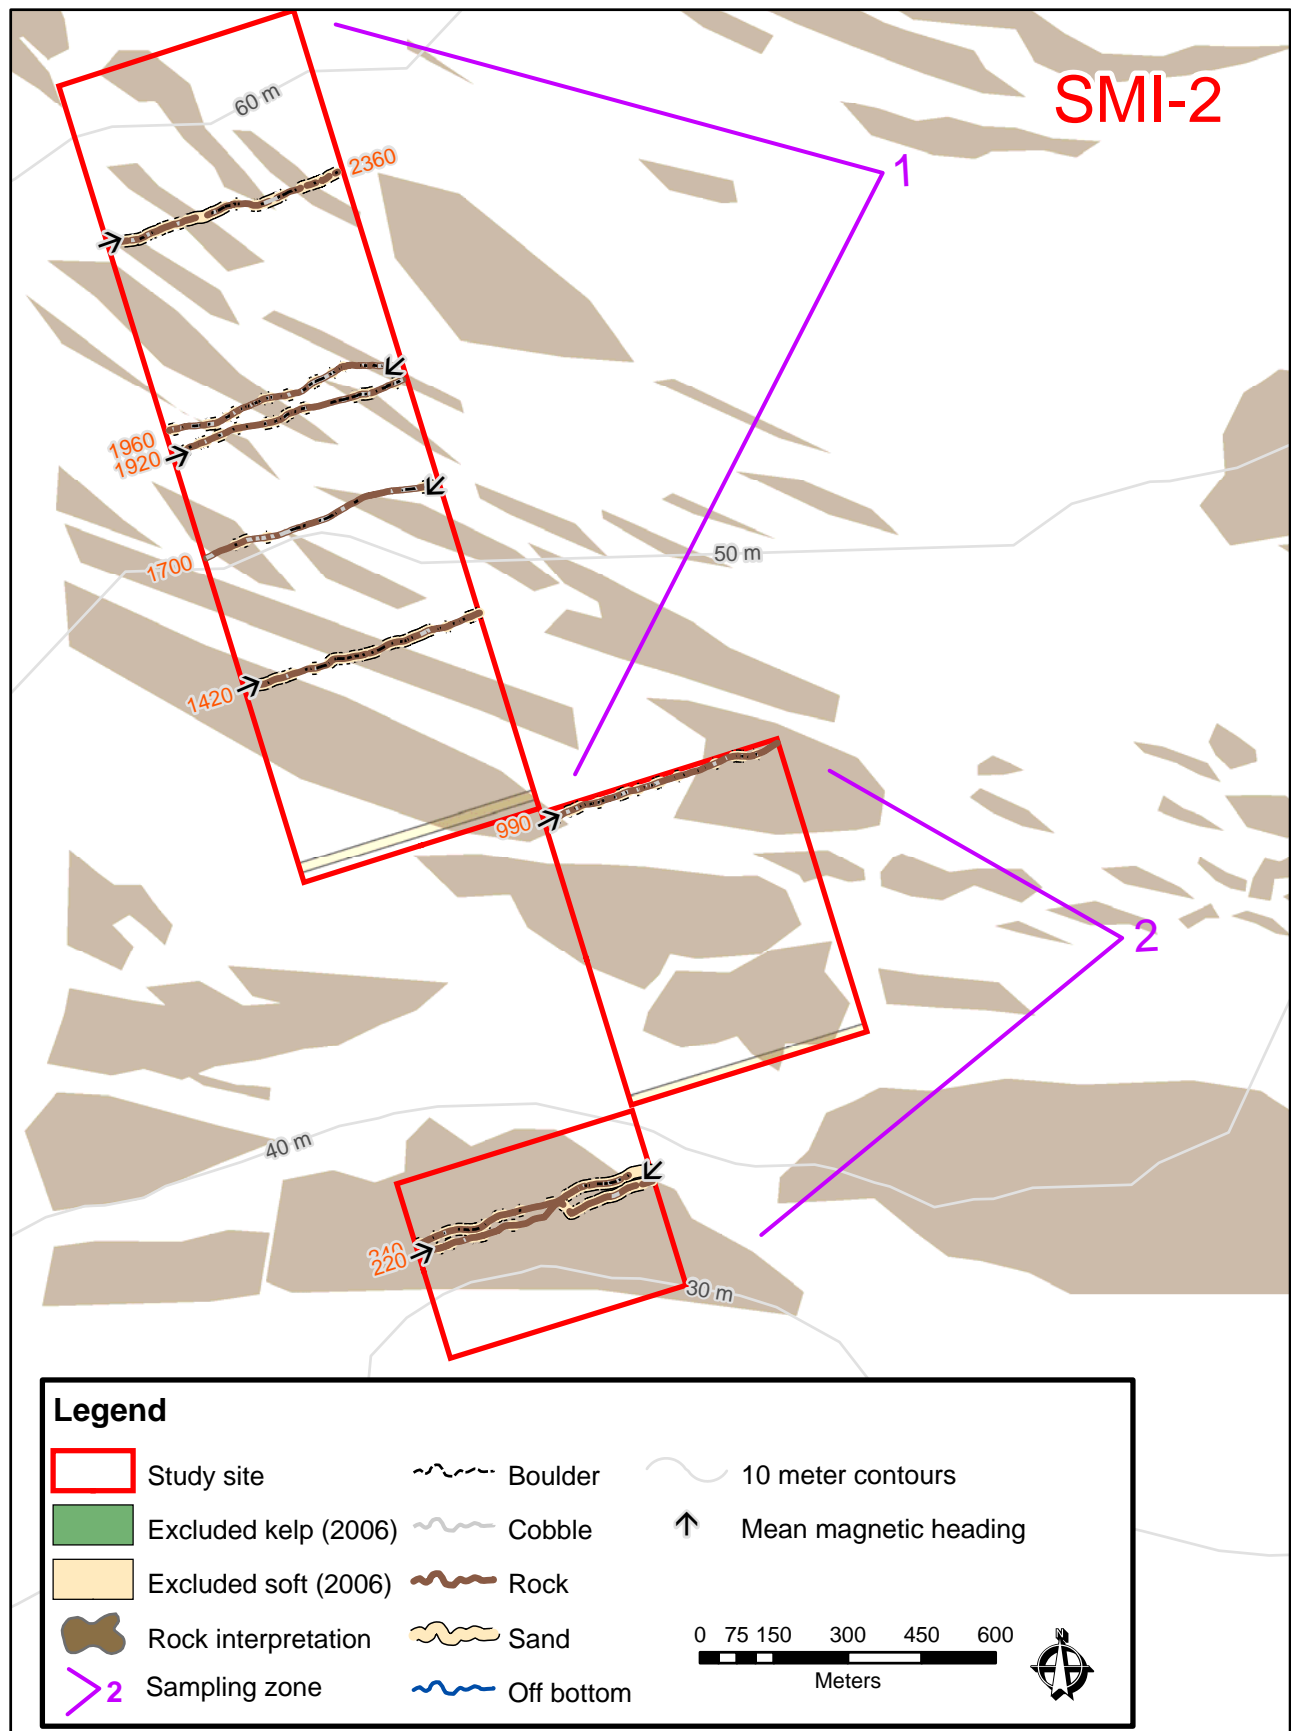 SMI-2
60 m
2360
1
1960
1920
1700
50 m
1420
990
2
40 m
240
220
30 m
Legend
Study site
Excluded kelp (2006)
Excluded soft (2006)
Rock interpretation
2 Sampling zone
Boulder
Cobble
Rock
Sand
Off bottom
10 meter contours
Mean magnetic heading
0 75 150 300 450 600
Meters
N